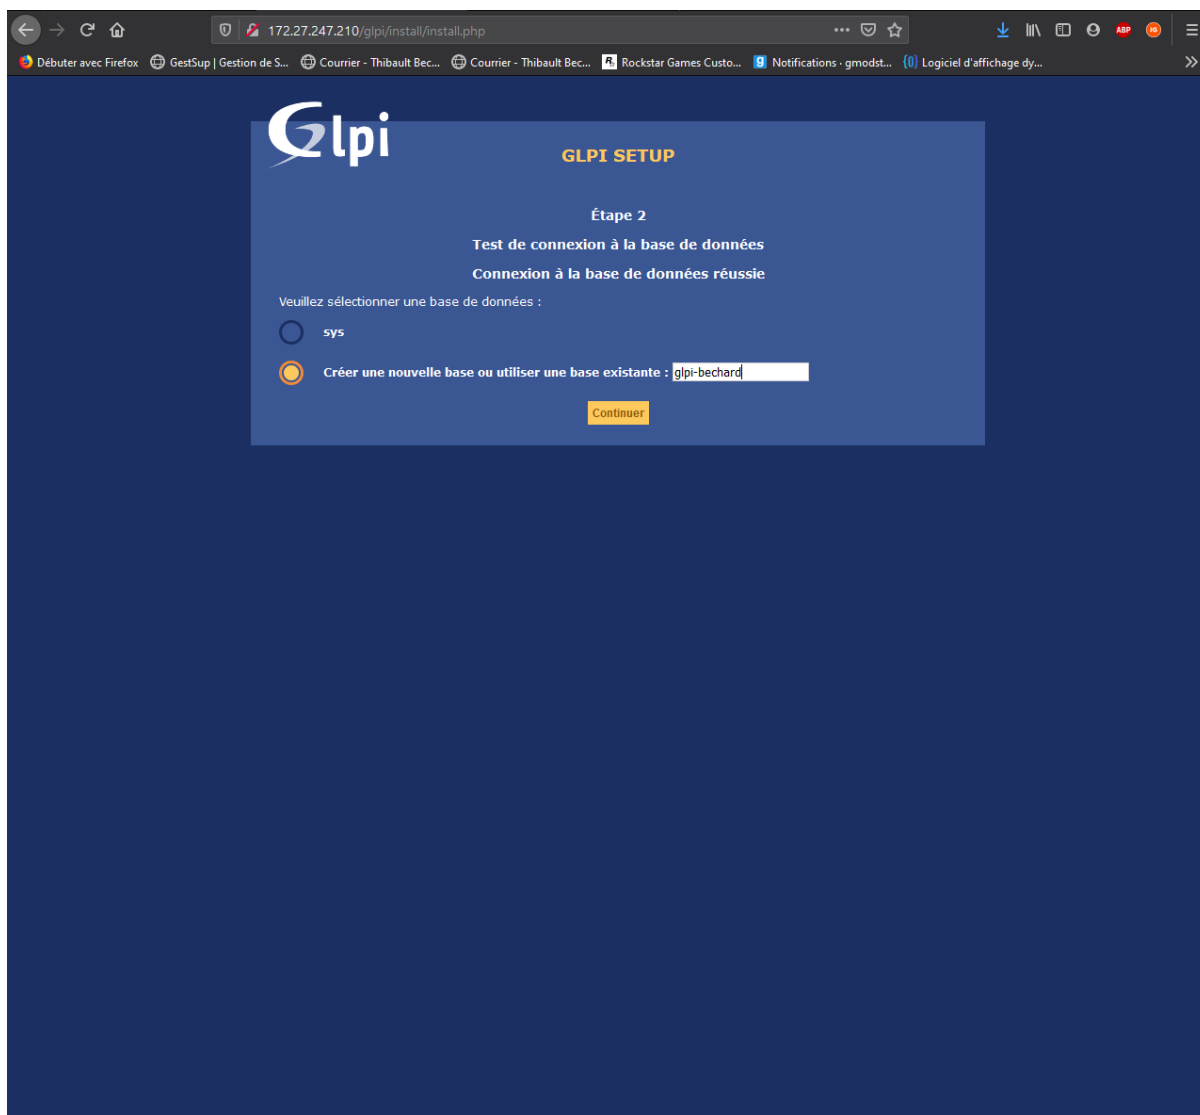 172.27.247.210/glpi/install/install.php
Débuter avec Firefox GestSup | Gestion de S... Courrier - Thibault Bec... Courrier - Thibault Bec... R Rockstar Games Custo... g Notifications · gmodst... {0} Logiciel d'affichage dy...
ABP IG
Glpi
GLPI SETUP
Étape 2
Test de connexion à la base de données
Connexion à la base de données réussie
Veuillez sélectionner une base de données :
sys
Créer une nouvelle base ou utiliser une base existante : glpi-bechard
Continuer